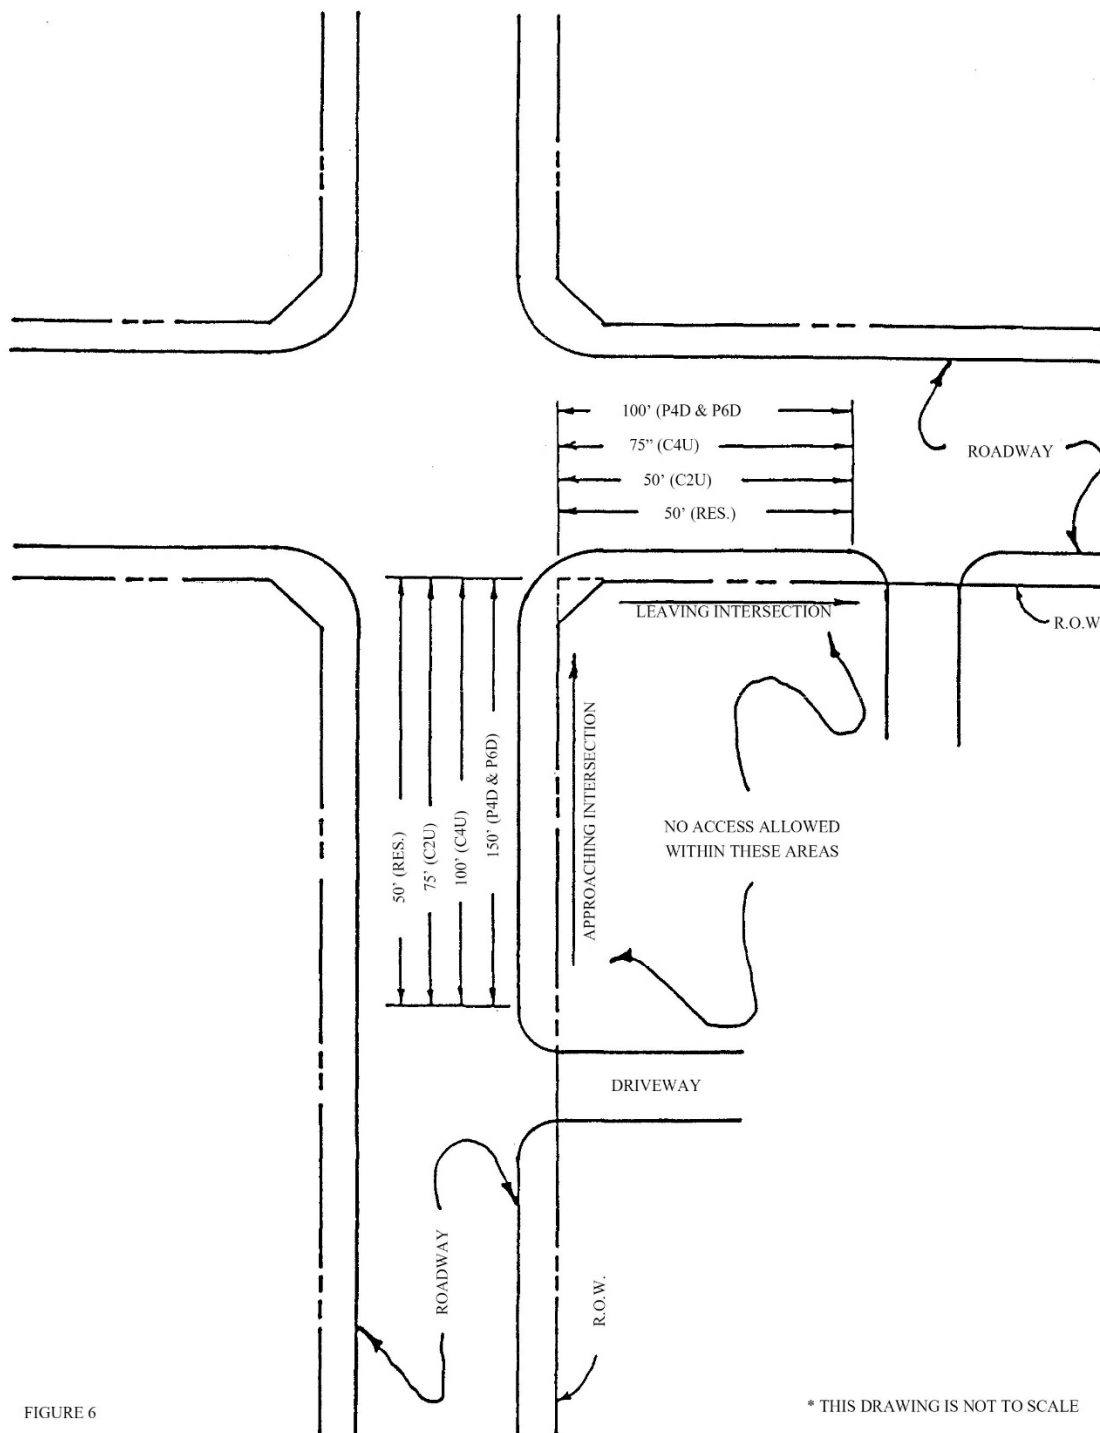 100' (P4D & P6D
75" (C4U)
50' (C2U)
50' (RES.)
ROADWAY
LEAVING INTERSECTION
R.O.W
50' (RES.)
75' (C2U)
100' (C4U)
150' (P4D & P6D)
APPROACHING INTERSECTION
NO ACCESS ALLOWED
WITHIN THESE AREAS
DRIVEWAY
ROADWAY
R.O.W.
FIGURE 6
* THIS DRAWING IS NOT TO SCALE